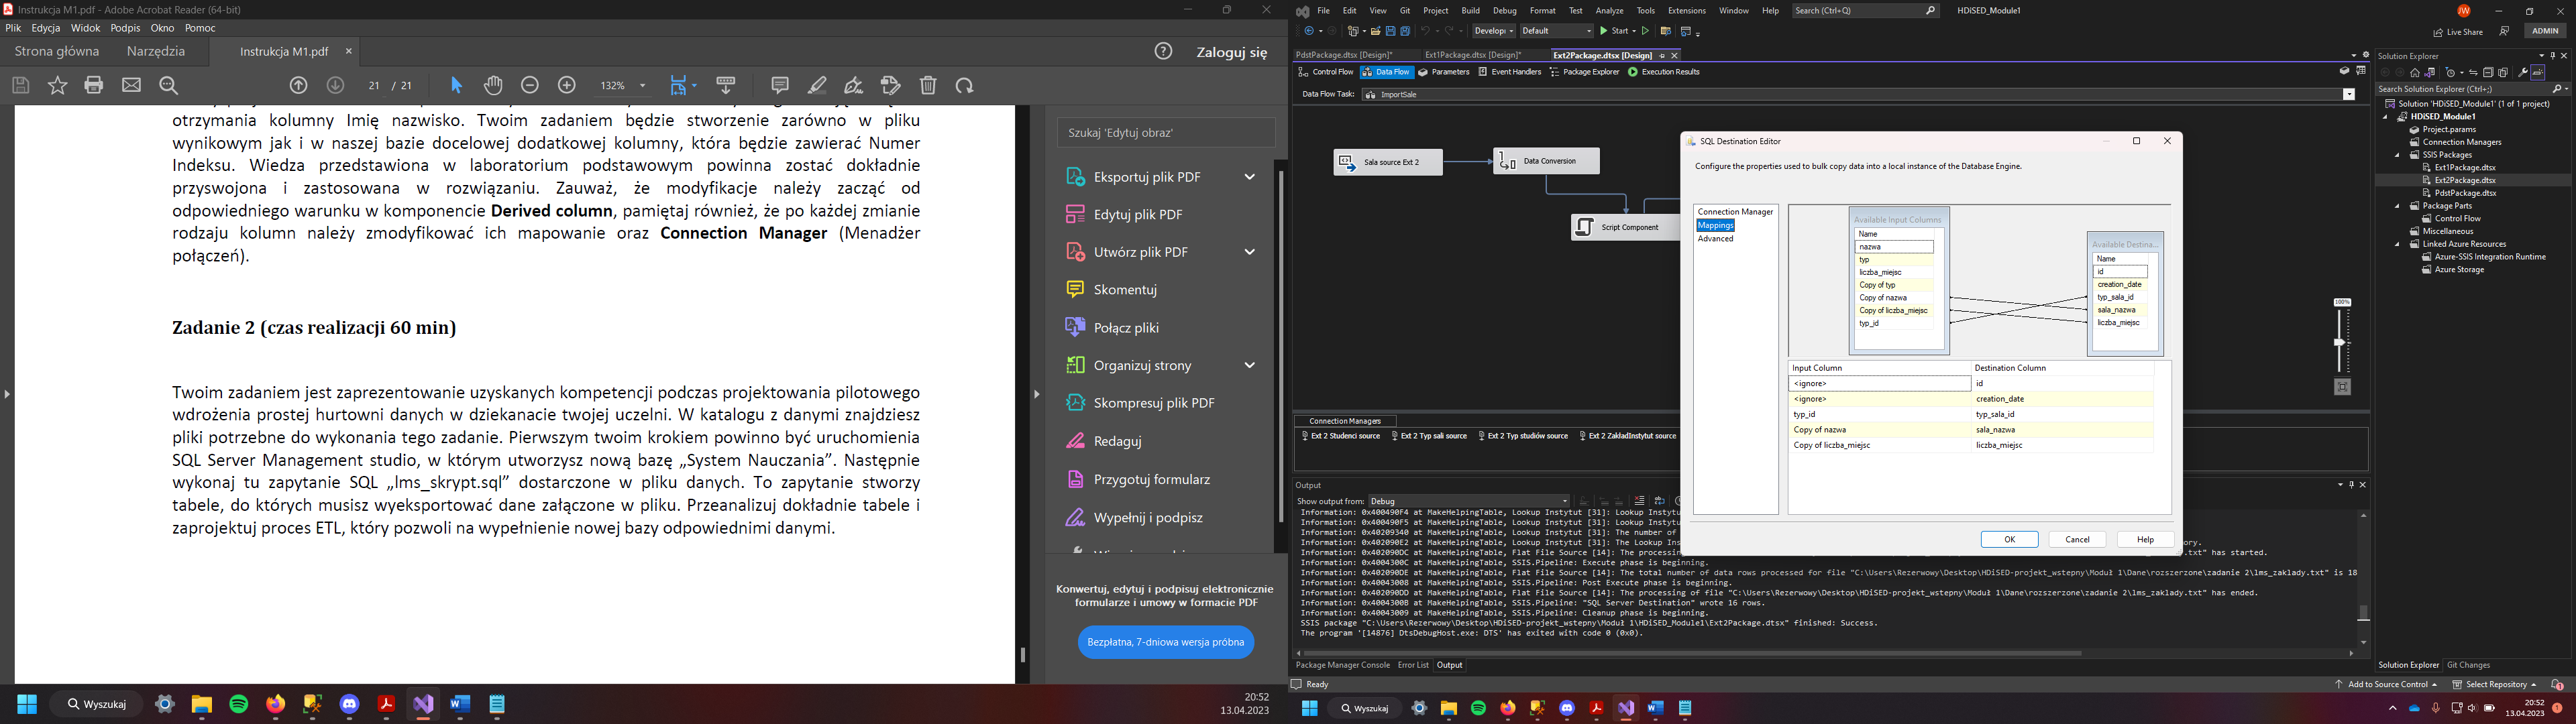 Instrukcja M1.pdf - Adobe Acrobat Reader (64-bit)
Plik Edycja Widok Podpis Okno Pomoc
Strona główna Narzędzia Instrukcja M1.pdf × Zaloguj się
21 / 21 132%
otrzymania kolumny Imię nazwisko. Twoim zadaniem będzie stworzenie zarówno w pliku
wynikowym jak i w naszej bazie docelowej dodatkowej kolumny, która będzie zawierać Numer
Indeksu. Wiedza przedstawiona w laboratorium podstawowym powinna zostać dokładnie
przyswojona i zastosowana w rozwiązaniu. Zauważ, że modyfikacje należy zacząć od
odpowiedniego warunku w komponencie Derived column, pamiętaj również, że po każdej zmianie
rodzaju kolumn należy zmodyfikować ich mapowanie oraz Connection Manager (Menadżer
połączeń).
Zadanie 2 (czas realizacji 60 min)
Twoim zadaniem jest zaprezentowanie uzyskanych kompetencji podczas projektowania pilotowego
wdrożenia prostej hurtowni danych w dziekanacie twojej uczelni. W katalogu z danymi znajdziesz
pliki potrzebne do wykonania tego zadanie. Pierwszym twoim krokiem powinno być uruchomienia
SQL Server Management studio, w którym utworzysz nową bazę „System Nauczania”. Następnie
wykonaj tu zapytanie SQL „lms_skrypt.sql” dostarczone w pliku danych. To zapytanie stworzy
tabele, do których musisz wyeksportować dane załączone w pliku. Przeanalizuj dokładnie tabele i
zaprojektuj proces ETL, który pozwoli na wypełnienie nowej bazy odpowiednimi danymi.
Szukaj 'Edytuj obraz'
Eksportuj plik PDF
Edytuj plik PDF
Utwórz plik PDF
Skomentuj
Połącz pliki
Organizuj strony
Skompresuj plik PDF
Redaguj
Przygotuj formularz
Wypełnij i podpisz
Konwertuj, edytuj i podpisuj elektronicznie
formularze i umowy w formacie PDF
Bezpłatna, 7-dniowa wersja próbna
Wyszukaj
20:52
13.04.2023
File Edit View Git Project Build Debug Format Test Analyze Tools Extensions Window Help Search (Ctrl+Q) HDiSED_Module1 JW
Develop Default Start Live Share ADMIN
PdstPackage.dtsx [Design]* Ext1Package.dtsx [Design]* Ext2Package.dtsx [Design]
Control Flow Data Flow Parameters Event Handlers Package Explorer Execution Results
Data Flow Task: ImportSale
Sala source Ext 2
Data Conversion
Script Component
100%
SQL Destination Editor
Configure the properties used to bulk copy data into a local instance of the Database Engine.
Connection Manager
Mappings
Advanced
Available Input Columns
Name
nazwa
typ
liczba_miejsc
Copy of typ
Copy of nazwa
Copy of liczba_miejsc
typ_id
Available Destina...
Name
id
creation_date
typ_sala_id
sala_nazwa
liczba_miejsc
Input Column Destination Column
<ignore> id
<ignore> creation_date
typ_id typ_sala_id
Copy of nazwa sala_nazwa
Copy of liczba_miejsc liczba_miejsc
OK Cancel Help
Connection Managers
Ext 2 Studenci source Ext 2 Typ sali source Ext 2 Typ studiów source Ext 2 ZakładInstytut source
Output
Show output from: Debug
Information: 0x400490F4 at MakeHelpingTable, Lookup Instytut [31]: Lookup Instytu
Information: 0x400490F5 at MakeHelpingTable, Lookup Instytut [31]: Lookup Instytu
Information: 0x40209340 at MakeHelpingTable, Lookup Instytut [31]: The number of
Information: 0x402090E2 at MakeHelpingTable, Lookup Instytut [31]: The Lookup Ins ory.
Information: 0x402090DC at MakeHelpingTable, Flat File Source [14]: The processin .txt" has started.
Information: 0x4004300C at MakeHelpingTable, SSIS.Pipeline: Execute phase is beginning.
Information: 0x402090DE at MakeHelpingTable, Flat File Source [14]: The total number of data rows processed for file "C:\Users\Rezerwowy\Desktop\HDiSED-projekt_wstepny\Moduł 1\Dane\rozszerzone\zadanie 2\lms_zaklady.txt" is 18
Information: 0x40043008 at MakeHelpingTable, SSIS.Pipeline: Post Execute phase is beginning.
Information: 0x402090DD at MakeHelpingTable, Flat File Source [14]: The processing of file "C:\Users\Rezerwowy\Desktop\HDiSED-projekt_wstepny\Moduł 1\Dane\rozszerzone\zadanie 2\lms_zaklady.txt" has ended.
Information: 0x4004300B at MakeHelpingTable, SSIS.Pipeline: "SQL Server Destination" wrote 16 rows.
Information: 0x40043009 at MakeHelpingTable, SSIS.Pipeline: Cleanup phase is beginning.
SSIS package "C:\Users\Rezerwowy\Desktop\HDiSED-projekt_wstepny\Moduł 1\HDiSED_Module1\Ext2Package.dtsx" finished: Success.
The program '[14876] DtsDebugHost.exe: DTS' has exited with code 0 (0x0).
Package Manager Console Error List Output
Ready
Solution Explorer
Search Solution Explorer (Ctrl+;)
Solution 'HDiSED_Module1' (1 of 1 project)
HDiSED_Module1
Project.params
Connection Managers
SSIS Packages
Ext1Package.dtsx
Ext2Package.dtsx
PdstPackage.dtsx
Package Parts
Control Flow
Miscellaneous
Linked Azure Resources
Azure-SSIS Integration Runtime
Azure Storage
Solution Explorer Git Changes
Add to Source Control Select Repository
Wyszukaj
20:52
13.04.2023